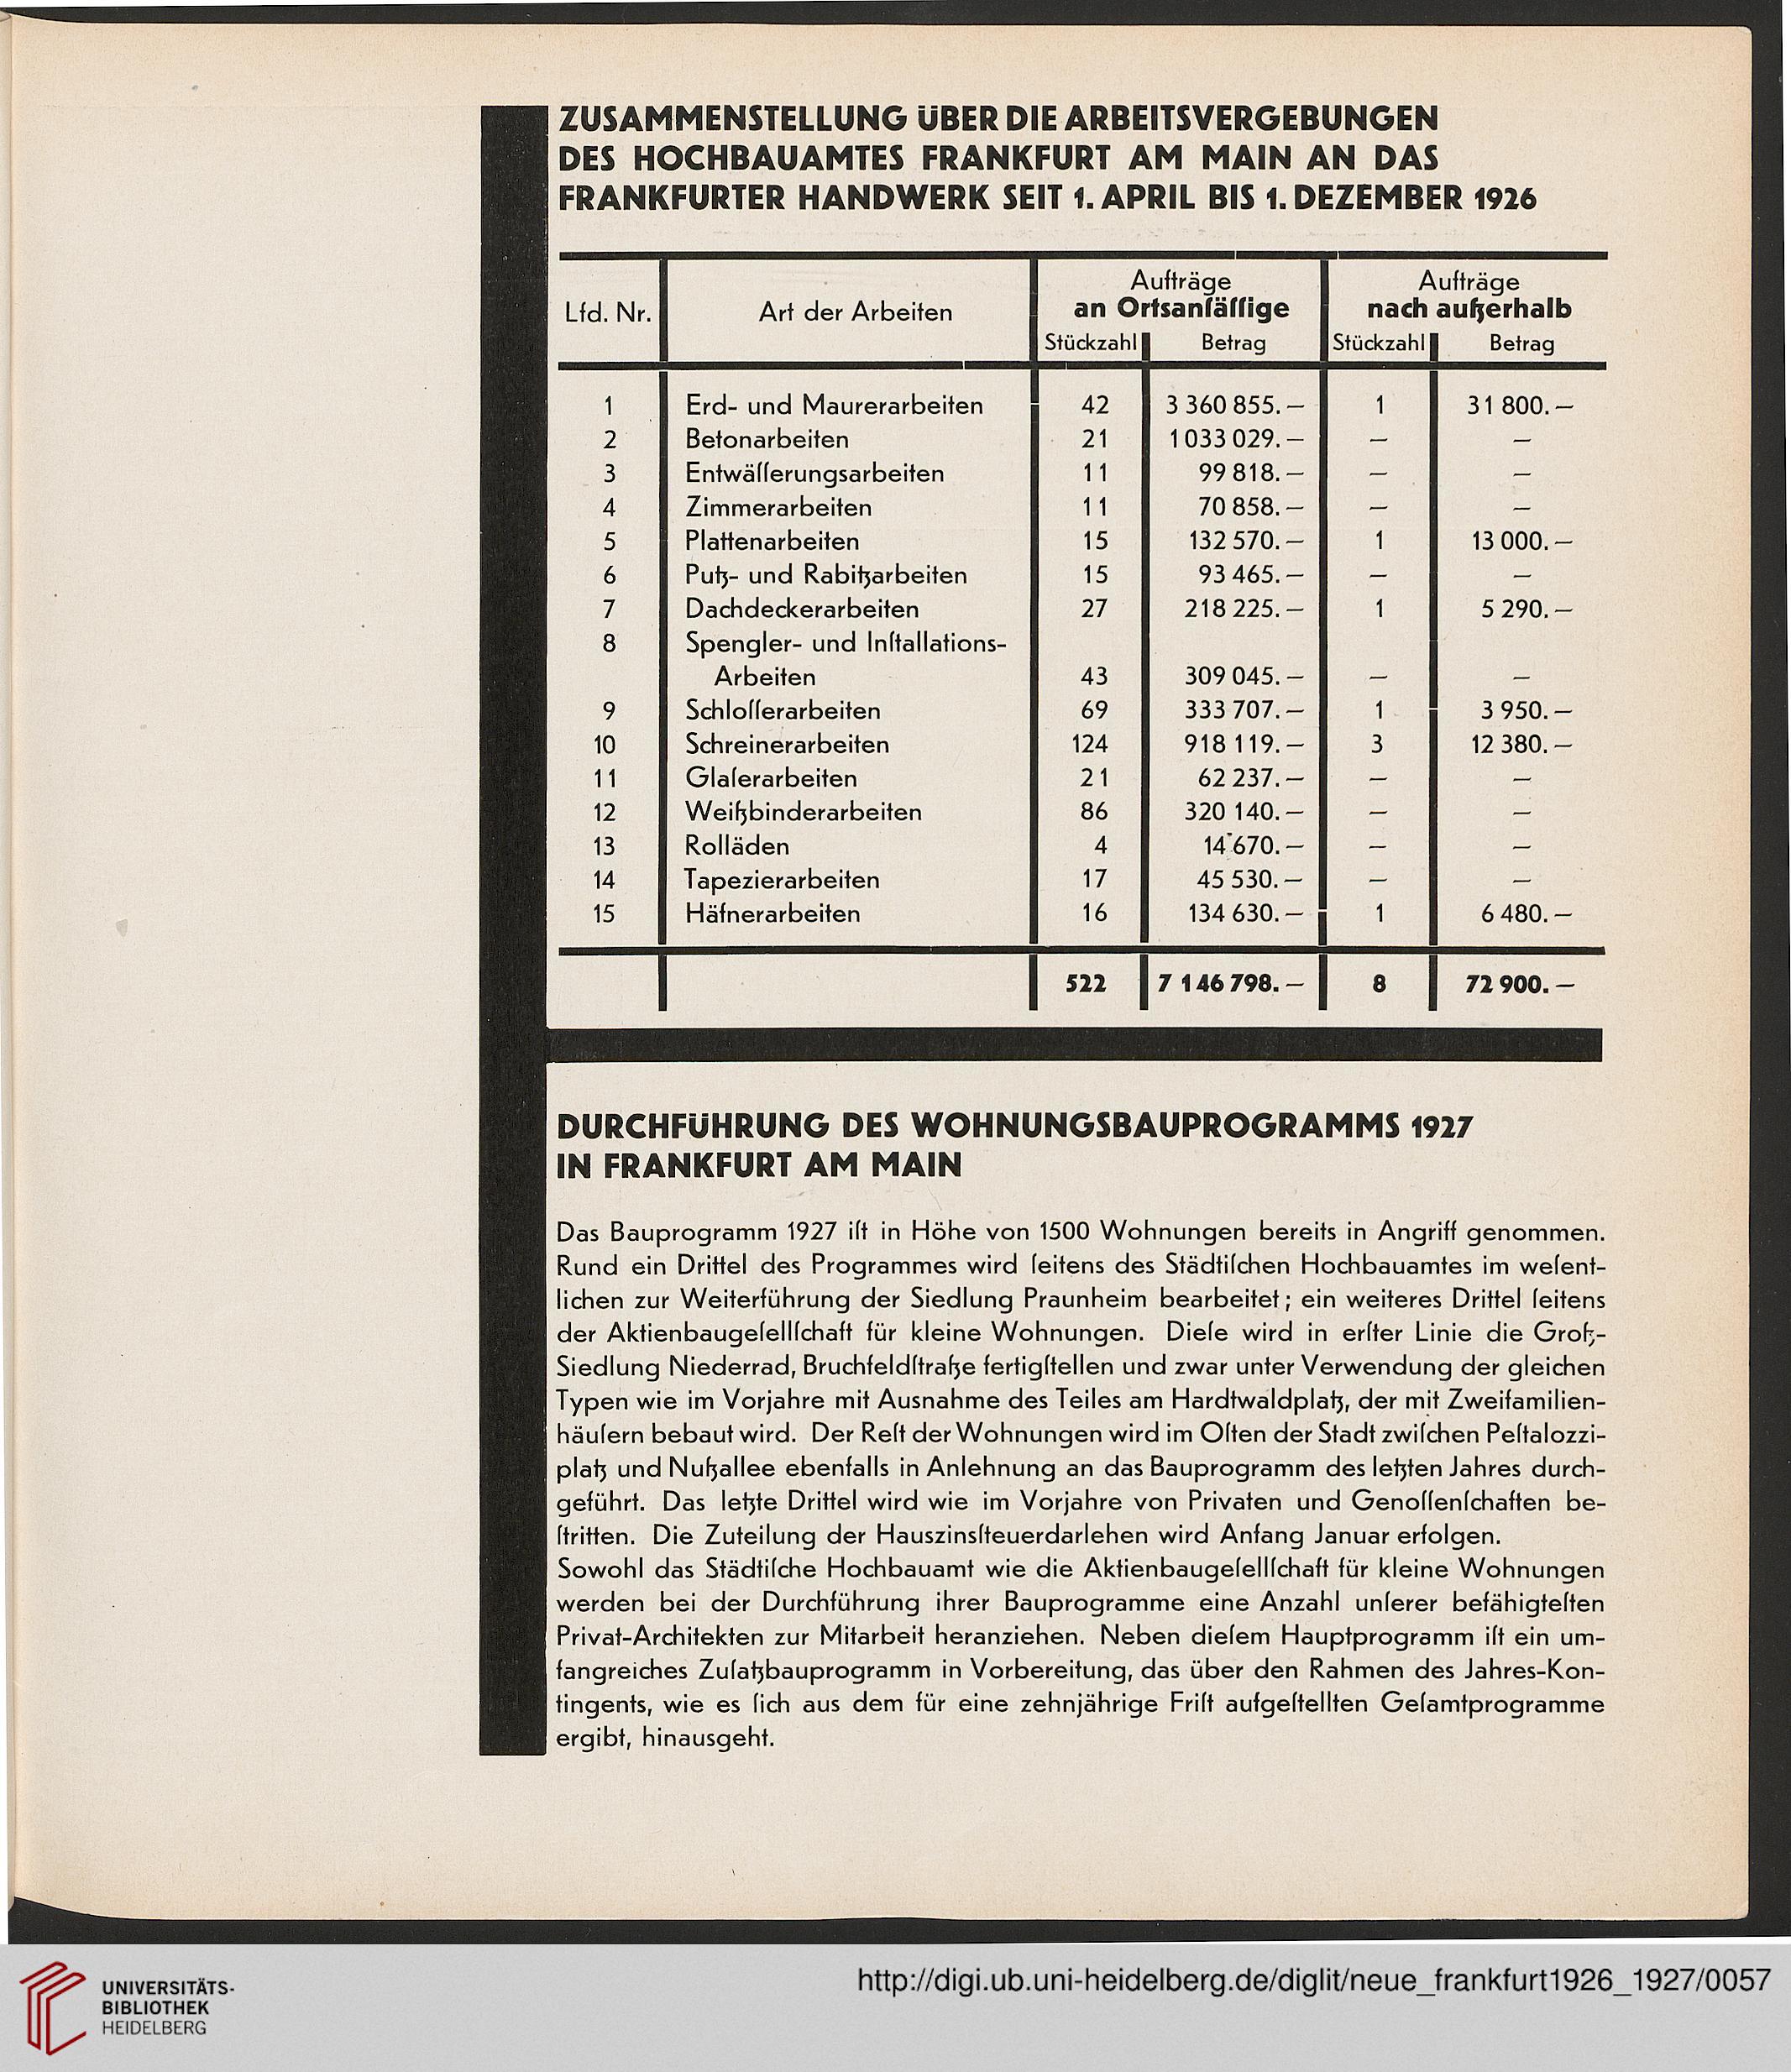 ZUSAMMENSTELLUNG ÜBER DIE ARBEITSVERGEBUNGEN
DES HOCHBAUAMTES FRANKFURT AM MAIN AN DAS
FRANKFURTER HANDWERK SEIT 1. APRIL BIS 1. DEZEMBER 1926
Lfd. Nr. Art der Arbeiten Aufträge an Ortsanſäſſige Aufträge nach außerhalb
Stückzahl Betrag Stückzahl Betrag
1 Erd- und Maurerarbeiten 42 3 360 855.— 1 31 800.—
2 Betonarbeiten 21 1 033 029.— — —
3 Entwäſſerungsarbeiten 11 99 818.— — —
4 Zimmerarbeiten 11 70 858.— — —
5 Plattenarbeiten 15 132 570.— 1 13 000.—
6 Putz- und Rabitzarbeiten 15 93 465.— — —
7 Dachdeckerarbeiten 27 218 225.— 1 5 290.—
8 Spengler- und Inſtallations-
Arbeiten 43 309 045.— — —
9 Schloſſerarbeiten 69 333 707.— 1 3 950.—
10 Schreinerarbeiten 124 918 119.— 3 12 380.—
11 Glaſerarbeiten 21 62 237.— — —
12 Weißbinderarbeiten 86 320 140.— — —
13 Rolläden 4 14 670.— — —
14 Tapezierarbeiten 17 45 530.— — —
15 Häfnerarbeiten 16 134 630.— 1 6 480.—
522 7 146 798.— 8 72 900.—
DURCHFÜHRUNG DES WOHNUNGSBAUPROGRAMMS 1927
IN FRANKFURT AM MAIN
Das Bauprogramm 1927 iſt in Höhe von 1500 Wohnungen bereits in Angriff genommen.
Rund ein Drittel des Programmes wird ſeitens des Städtiſchen Hochbauamtes im weſent-
lichen zur Weiterführung der Siedlung Praunheim bearbeitet; ein weiteres Drittel ſeitens
der Aktienbaugeſellſchaft für kleine Wohnungen. Dieſe wird in erſter Linie die Groß-
Siedlung Niederrad, Bruchfeldſtraße fertigſtellen und zwar unter Verwendung der gleichen
Typen wie im Vorjahre mit Ausnahme des Teiles am Hardtwaldplatz, der mit Zweifamilien-
häuſern bebaut wird. Der Reſt der Wohnungen wird im Oſten der Stadt zwiſchen Peſtalozzi-
platz und Nußallee ebenfalls in Anlehnung an das Bauprogramm des letzten Jahres durch-
geführt. Das letzte Drittel wird wie im Vorjahre von Privaten und Genoſſenſchaften be-
ſtritten. Die Zuteilung der Hauszinsſteuerdarlehen wird Anfang Januar erfolgen.
Sowohl das Städtiſche Hochbauamt wie die Aktienbaugeſellſchaft für kleine Wohnungen
werden bei der Durchführung ihrer Bauprogramme eine Anzahl unſerer befähigteſten
Privat-Architekten zur Mitarbeit heranziehen. Neben dieſem Hauptprogramm iſt ein um-
fangreiches Zuſatzbauprogramm in Vorbereitung, das über den Rahmen des Jahres-Kon-
tingents, wie es ſich aus dem für eine zehnjährige Friſt aufgeſtellten Geſamtprogramme
ergibt, hinausgeht.
UNIVERSITÄTS-
BIBLIOTHEK
HEIDELBERG
http://digi.ub.uni-heidelberg.de/diglit/neue_frankfurt1926_1927/0057